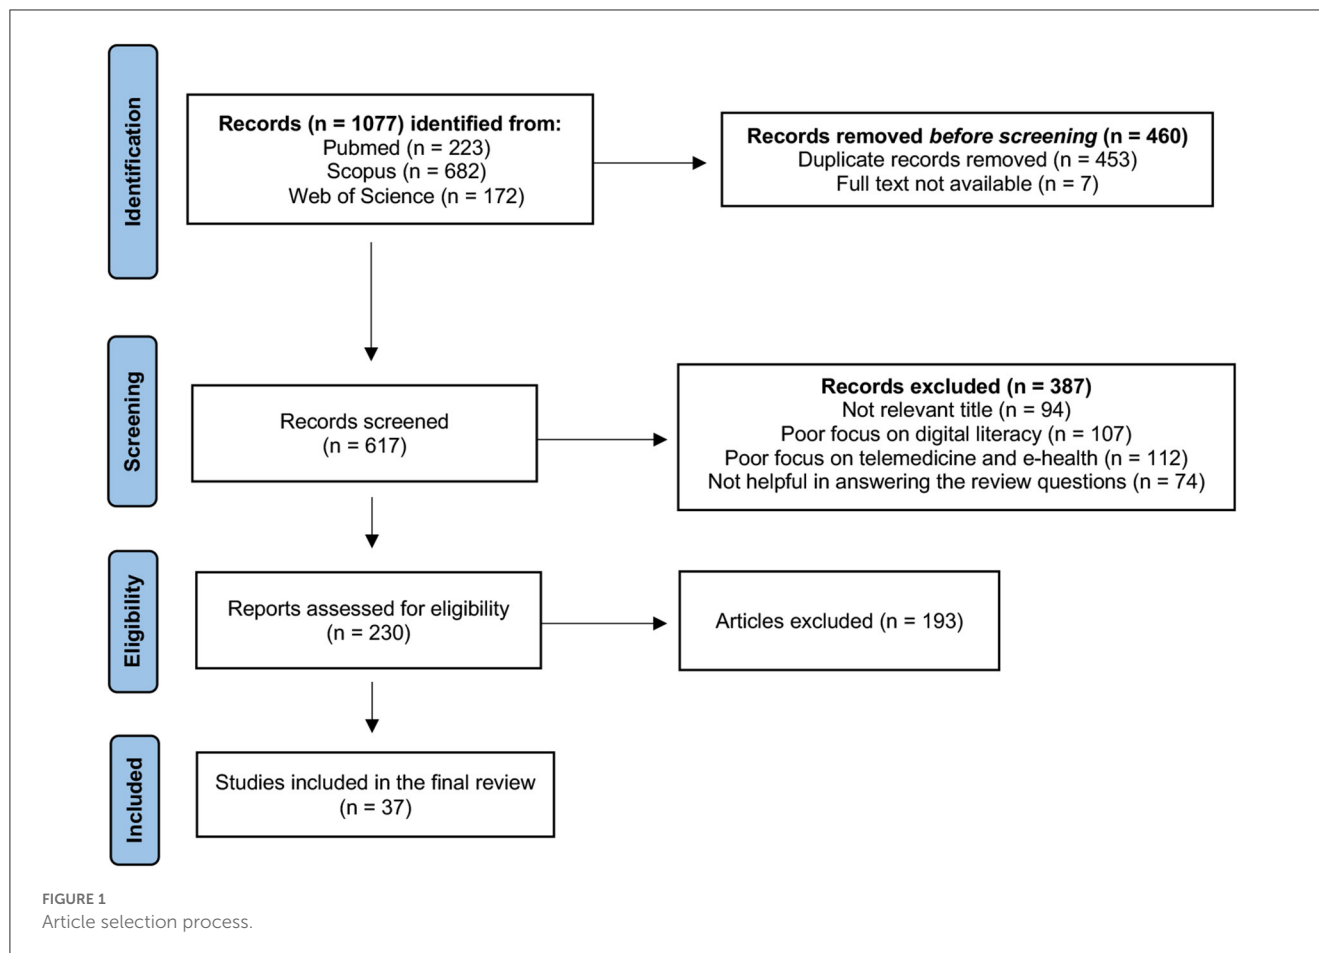 Identification
Records (n = 1077) identified from:
Pubmed (n = 223)
Scopus (n = 682)
Web of Science (n = 172)
Records removed before screening (n = 460)
Duplicate records removed (n = 453)
Full text not available (n = 7)
Screening
Records screened
(n = 617)
Records excluded (n = 387)
Not relevant title (n = 94)
Poor focus on digital literacy (n = 107)
Poor focus on telemedicine and e-health (n = 112)
Not helpful in answering the review questions (n = 74)
Eligibility
Reports assessed for eligibility
(n = 230)
Articles excluded (n = 193)
Included
Studies included in the final review
(n = 37)
FIGURE 1
Article selection process.